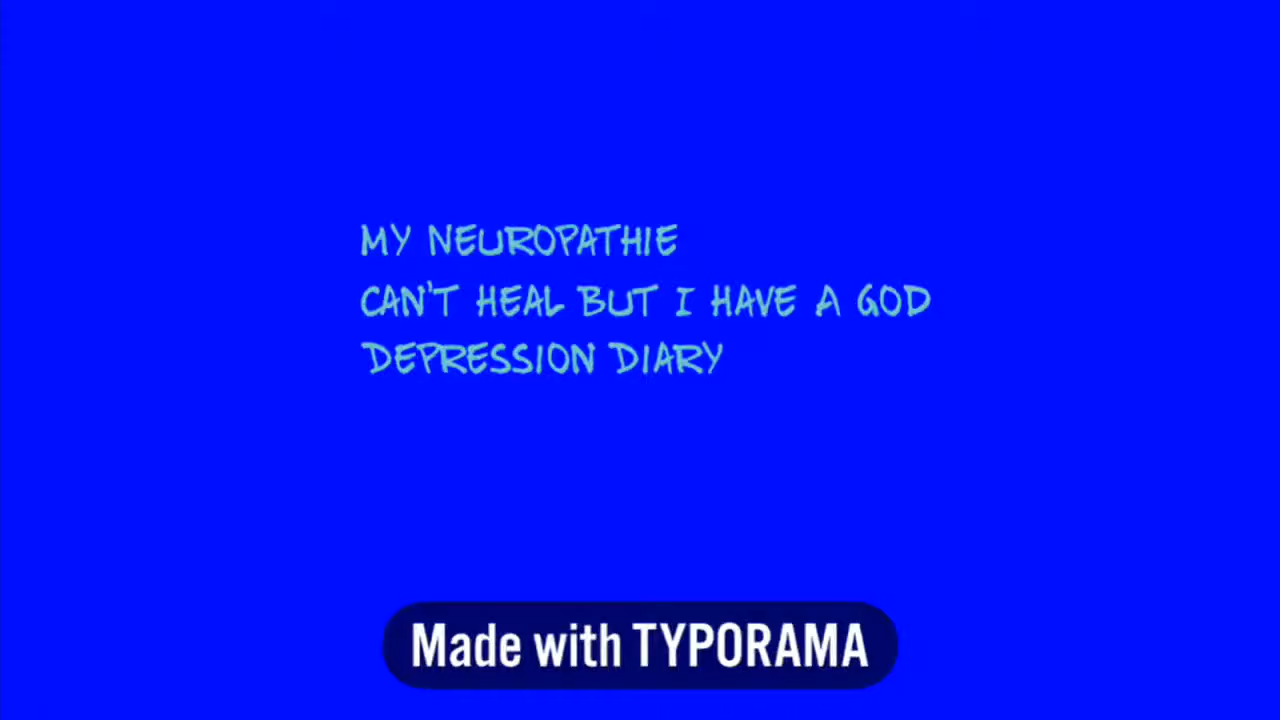 MY NEUROPATHIE
CAN'T HEAL BUT I HAVE A GOD
DEPRESSION DIARY
Made with TYPORAMA